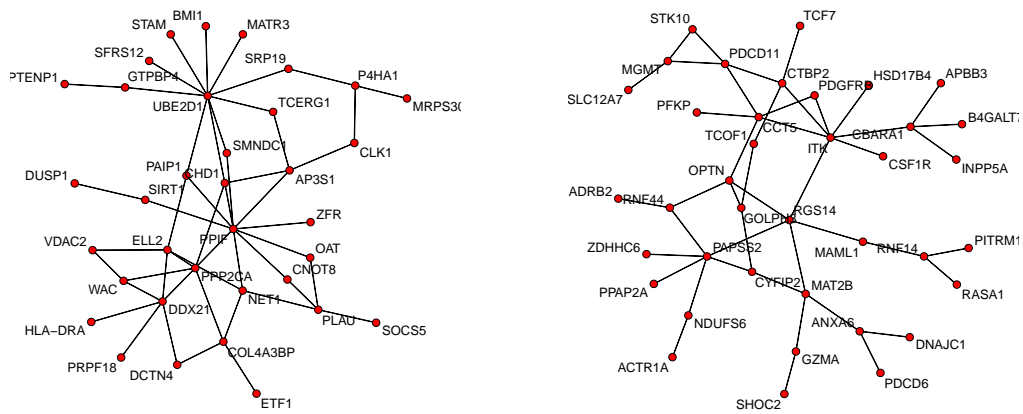 BMI1
STAM
MATR3
SFRS12
SRP19
PTENP1
GTPBP4
P4HA1
UBE2D1
TCERG1
MRPS30
SMNDC1
CLK1
PAIP1
CHD1
AP3S1
DUSP1
SIRT1
ZFR
PPIF
ELL2
OAT
VDAC2
CNOT8
PPP2CA
WAC
NET1
DDX21
PLAU
HLA−DRA
SOCS5
COL4A3BP
PRPF18
DCTN4
ETF1
STK10
TCF7
PDCD11
MGMT
CTBP2
HSD17B4
APBB3
SLC12A7
PDGFRB
PFKP
B4GALT7
CCT5
TCOF1
CBARA1
ITK
CSF1R
INPP5A
OPTN
ADRB2
RNF44
GOLPH3
RGS14
ZDHHC6
PAPSS2
MAML1
RNF14
PITRM1
PPAP2A
CYFIP2
MAT2B
RASA1
NDUFS6
ANXA6
DNAJC1
ACTR1A
GZMA
PDCD6
SHOC2